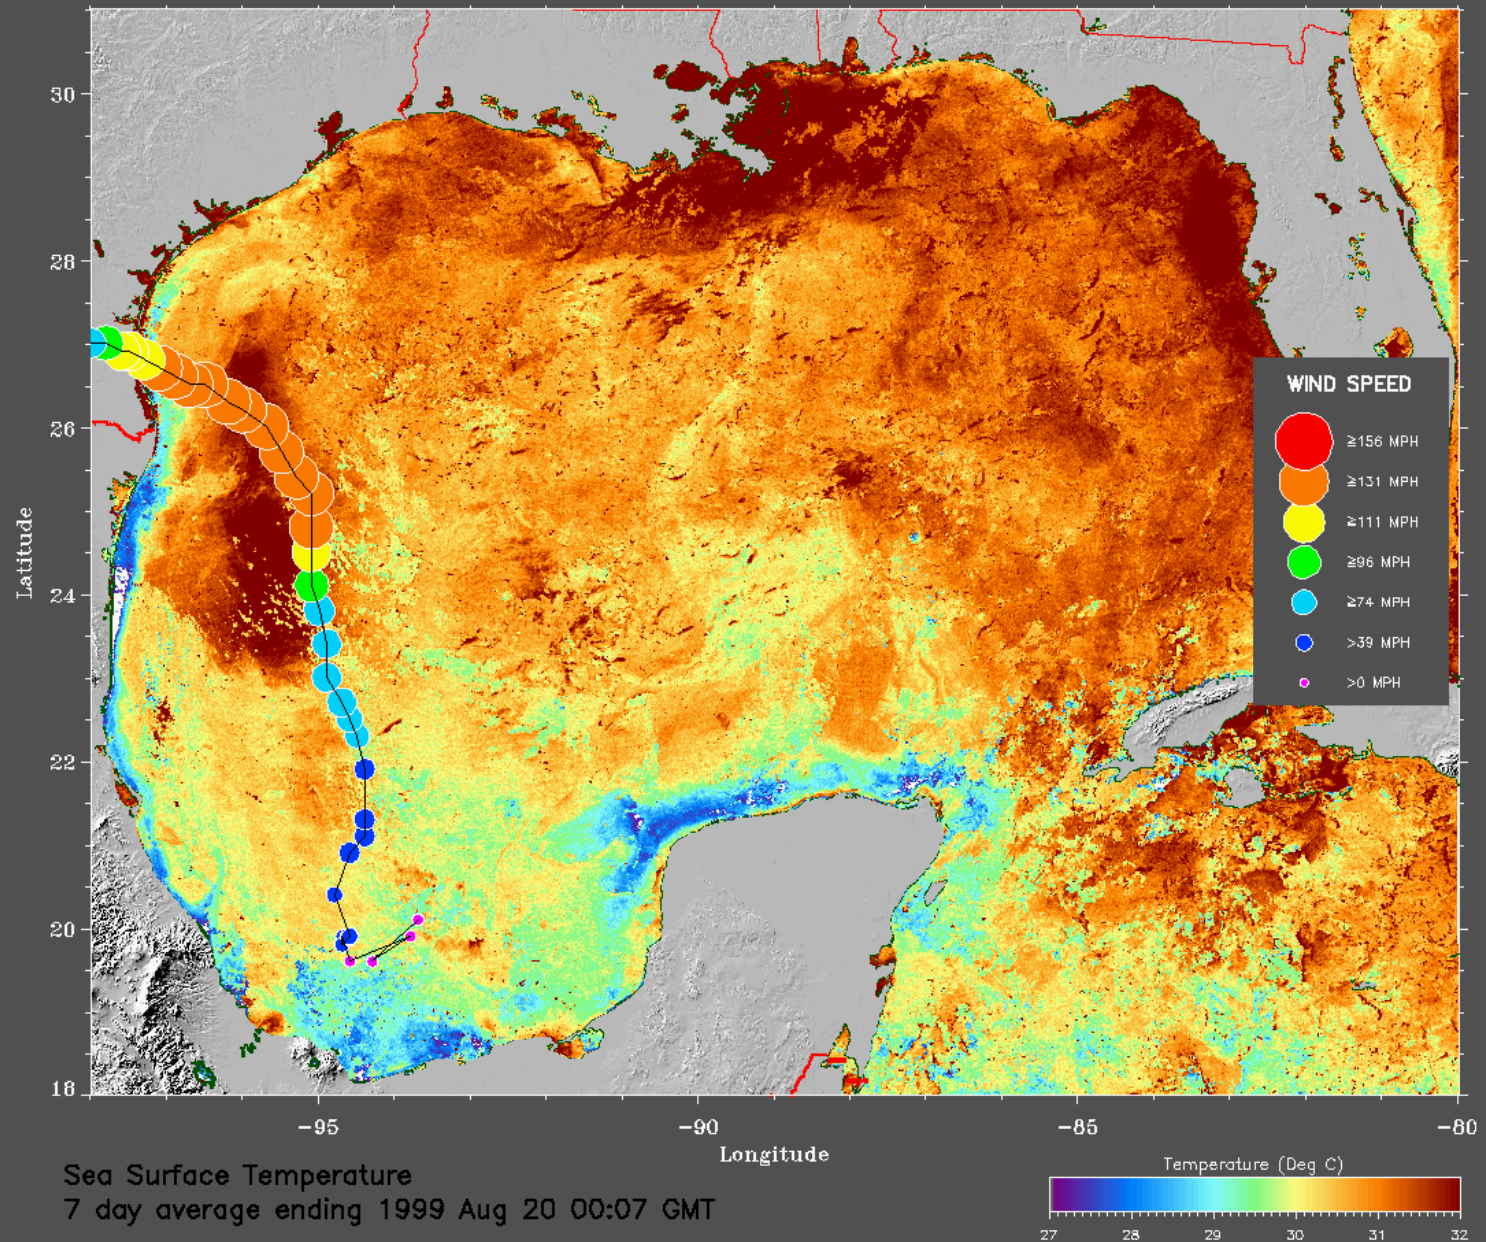 30
28
26
24
22
20
18
Latitude
WIND SPEED
≥156 MPH
≥131 MPH
≥111 MPH
≥96 MPH
≥74 MPH
>39 MPH
>0 MPH
-95
-90
-85
-80
Longitude
Sea Surface Temperature
7 day average ending 1999 Aug 20 00:07 GMT
Temperature (Deg C)
27 28 29 30 31 32